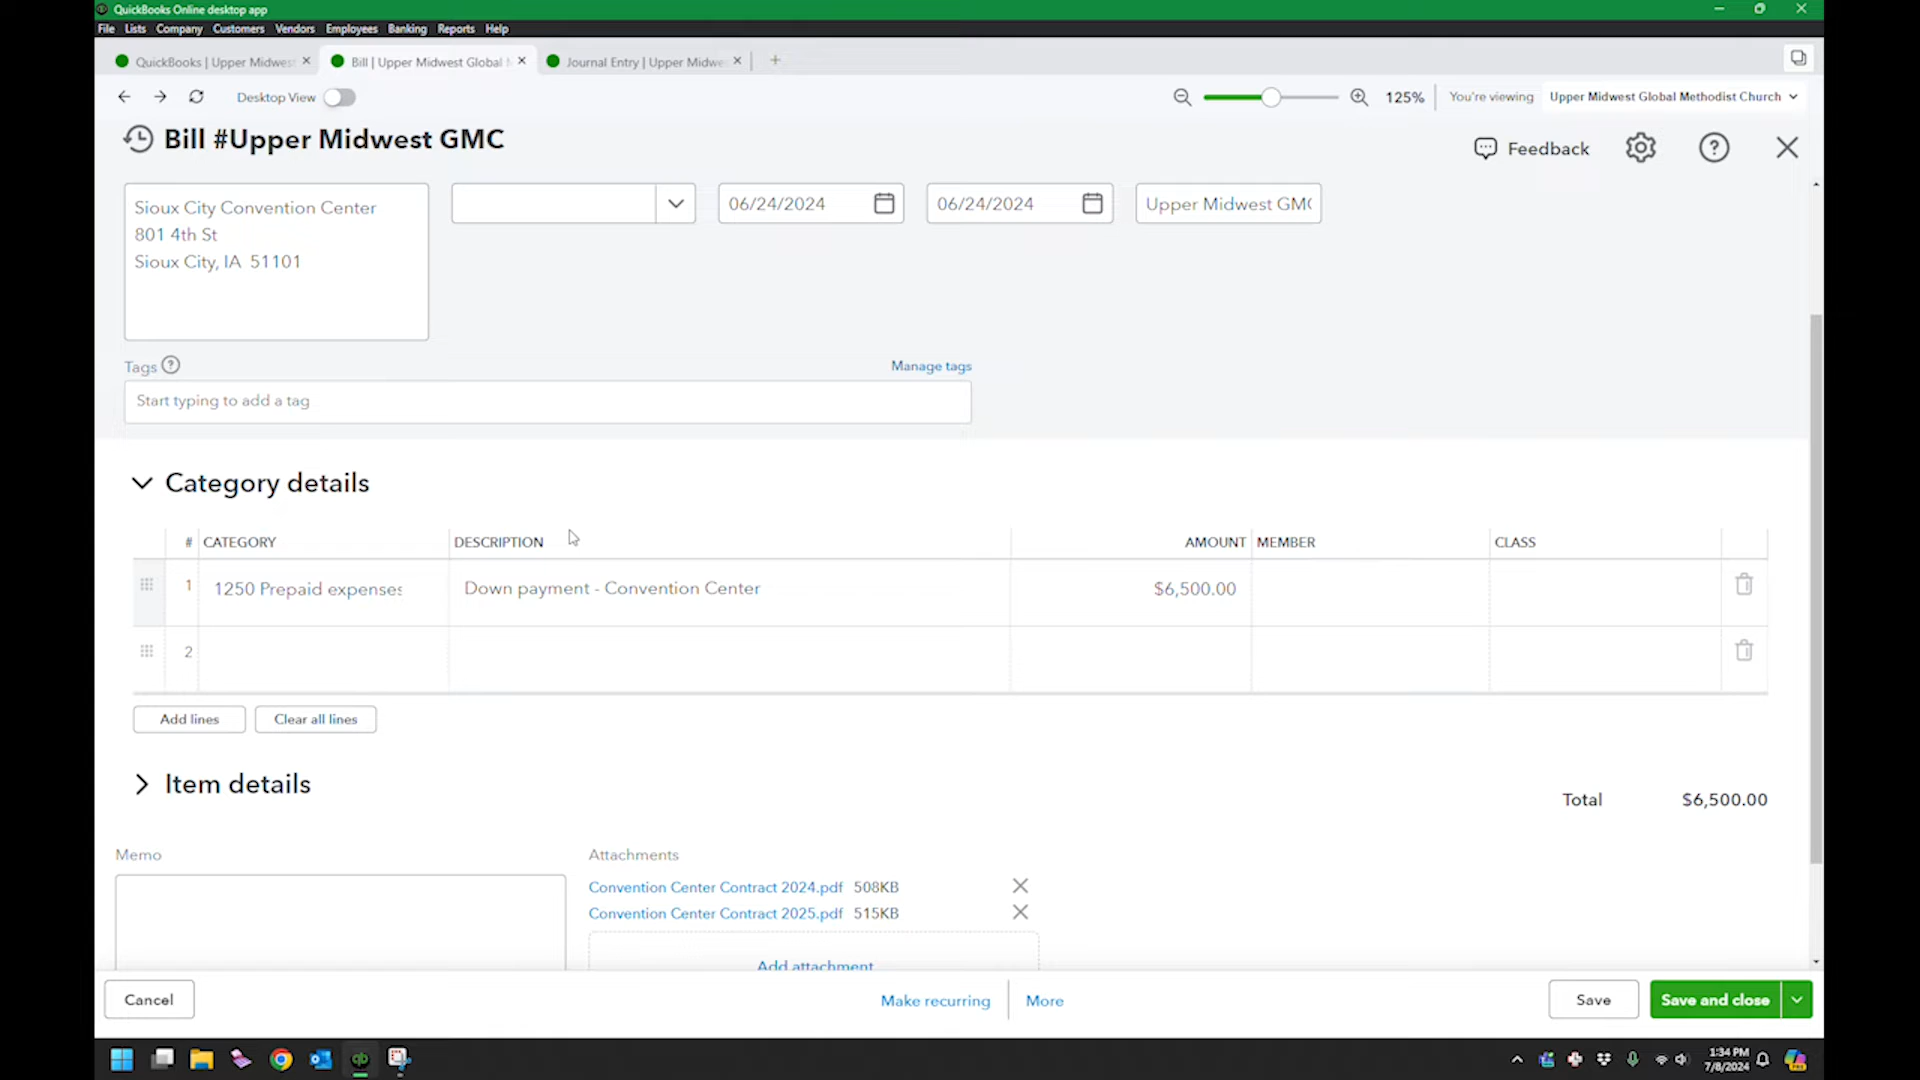 QuickBooks Online desktop app
File Lists Company Customers Vendors Employees Banking Reports Help
QuickBooks | Upper Midwest
Bill | Upper Midwest Global
Journal Entry | Upper Midwe
Desktop View
125%
You're viewing
Upper Midwest Global Methodist Church
Bill #Upper Midwest GMC
Feedback
Sioux City Convention Center
801 4th St
Sioux City, IA 51101
06/24/2024
06/24/2024
Upper Midwest GMC
Tags
Manage tags
Start typing to add a tag
Category details
# CATEGORY DESCRIPTION AMOUNT MEMBER CLASS
1 1250 Prepaid expenses Down payment - Convention Center $6,500.00
2
Add lines
Clear all lines
Item details
Total $6,500.00
Memo
Attachments
Convention Center Contract 2024.pdf 508KB
Convention Center Contract 2025.pdf 515KB
Add attachment
Cancel
Make recurring
More
Save
Save and close
1:34 PM
7/8/2024